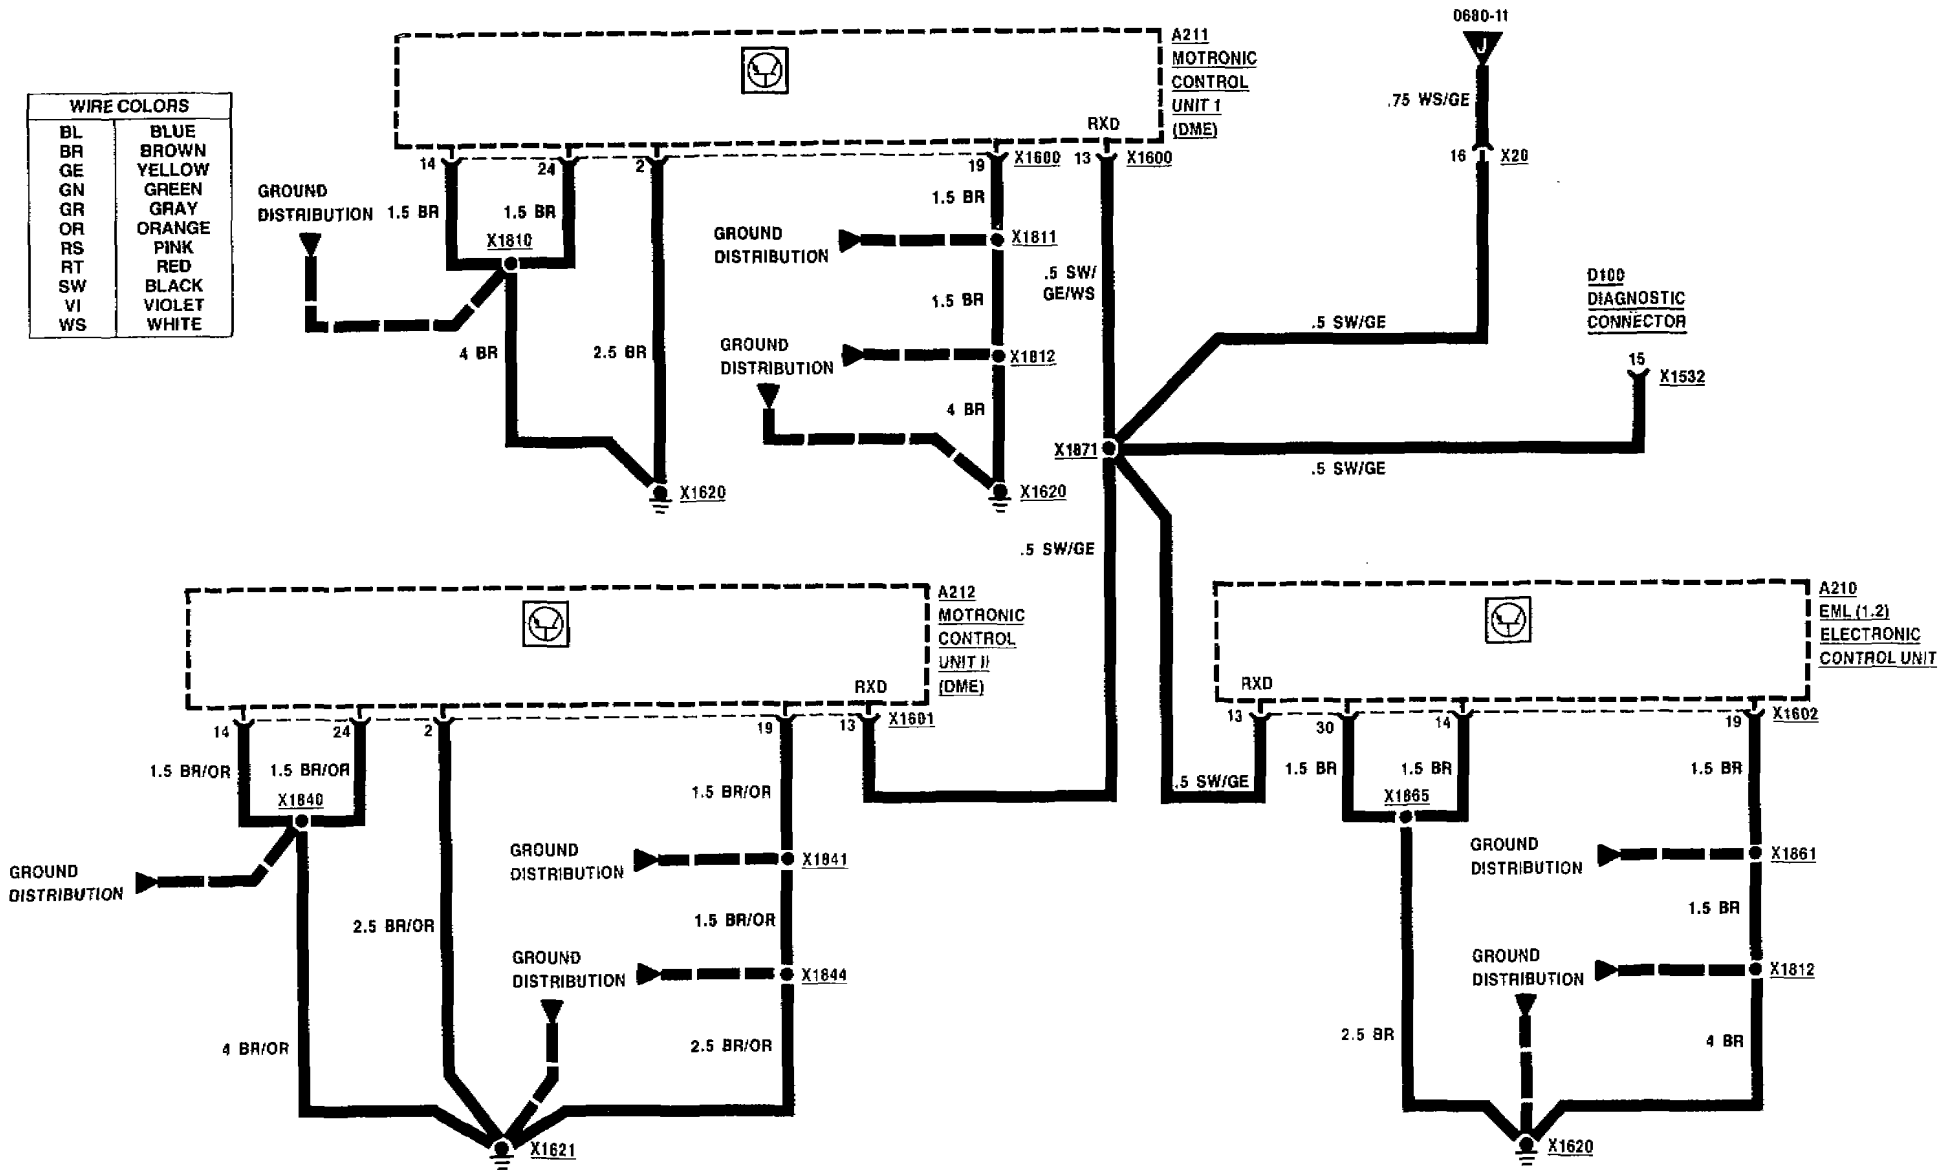 0680-11
J
.75 WS/GE
16 X20
A211
MOTRONIC
CONTROL
UNIT 1
(DME)
RXD
WIRE COLORS
BL BLUE
BR BROWN
GE YELLOW
GN GREEN
GR GRAY
OR ORANGE
RS PINK
RT RED
SW BLACK
VI VIOLET
WS WHITE
14 24 2 19 X1600 13 X1600
GROUND
DISTRIBUTION
1.5 BR 1.5 BR
X1810
1.5 BR
GROUND
DISTRIBUTION
X1811
.5 SW/
GE/WS
1.5 BR
4 BR 2.5 BR
GROUND
DISTRIBUTION
X1812
4 BR
X1620
X1620
.5 SW/GE
D100
DIAGNOSTIC
CONNECTOR
15
X1532
X1871
.5 SW/GE
.5 SW/GE
A212
MOTRONIC
CONTROL
UNIT II
(DME)
RXD
14 24 2 19 13 X1601
1.5 BR/OR 1.5 BR/OR
X1840
1.5 BR/OR
GROUND
DISTRIBUTION
GROUND
DISTRIBUTION
X1841
2.5 BR/OR
1.5 BR/OR
GROUND
DISTRIBUTION
X1844
4 BR/OR
2.5 BR/OR
X1621
A210
EML (1.2)
ELECTRONIC
CONTROL UNIT
RXD
13 30 14 19 X1602
.5 SW/GE
1.5 BR 1.5 BR
X1865
1.5 BR
GROUND
DISTRIBUTION
X1861
1.5 BR
GROUND
DISTRIBUTION
X1812
2.5 BR
4 BR
X1620